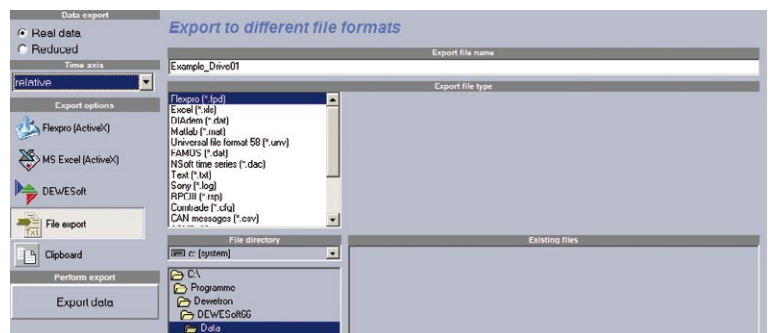 Data export
Real data
Reduced
Time axis
relative
Export options
Flexpro (ActiveX)
MS Excel (ActiveX)
DEWESoft
File export
Clipboard
Perform export
Export data
Export to different file formats
Export file name
Example_Drive01
Export file type
Flexpro (*.fpd)
Excel (*.xls)
DIAdem (*.dat)
Matlab (*.mat)
Universal file format 58 (*.unv)
FAMOS (*.dat)
NSoft time series (*.dac)
Text (*.txt)
Sony (*.log)
RPCIII (*.rsp)
Comtrade (*.cfg)
CAN messages (*.csv)
File directory
c: [system]
C:\
Programme
Dewetron
DEWESoft66
Data
Existing files